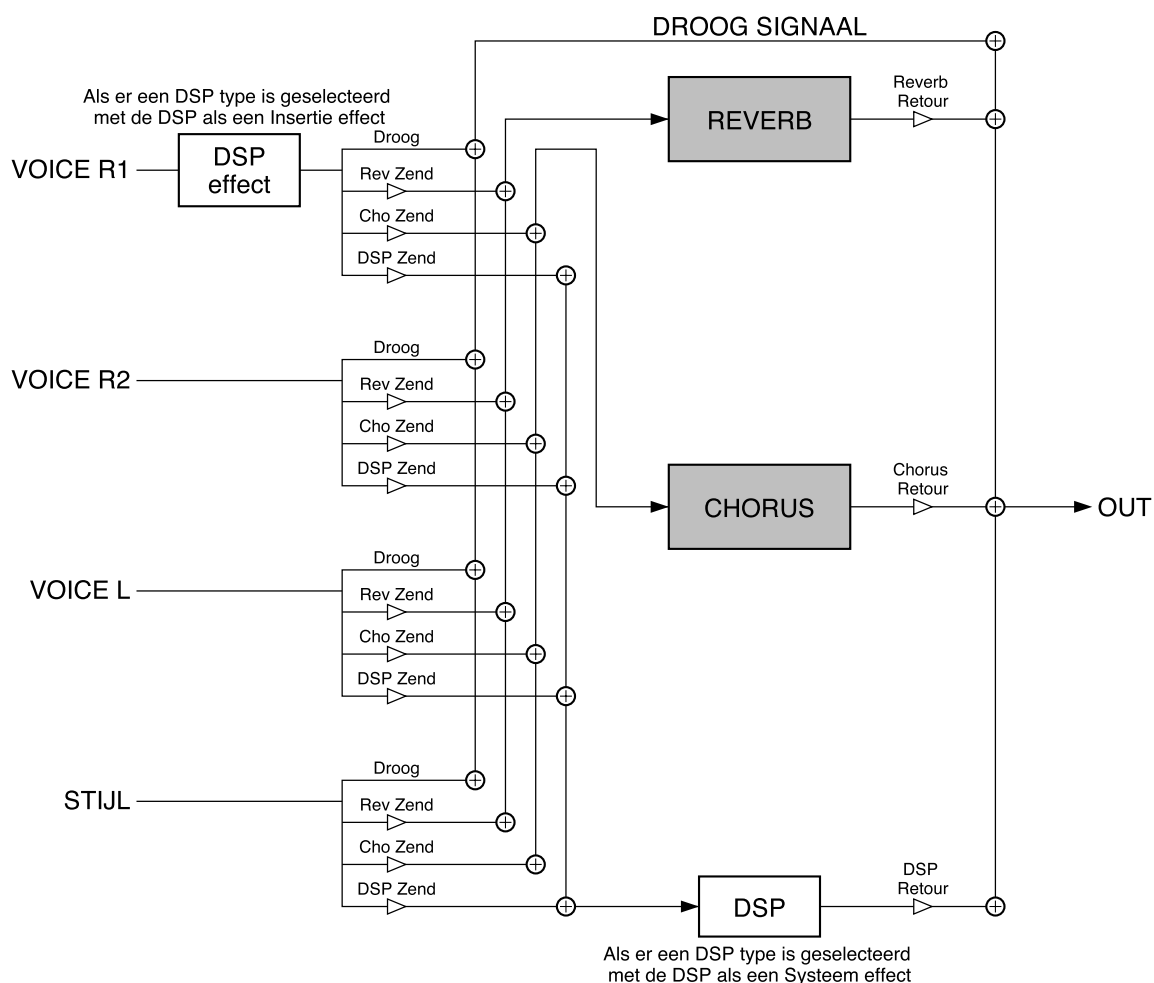 DROOG SIGNAAL
Als er een DSP type is geselecteerd
met de DSP als een Insertie effect
VOICE R1
DSP
effect
Droog
Rev Zend
Cho Zend
DSP Zend
REVERB
Reverb
Retour
VOICE R2
Droog
Rev Zend
Cho Zend
DSP Zend
CHORUS
Chorus
Retour
OUT
VOICE L
Droog
Rev Zend
Cho Zend
DSP Zend
STIJL
Droog
Rev Zend
Cho Zend
DSP Zend
DSP
DSP
Retour
Als er een DSP type is geselecteerd
met de DSP als een Systeem effect